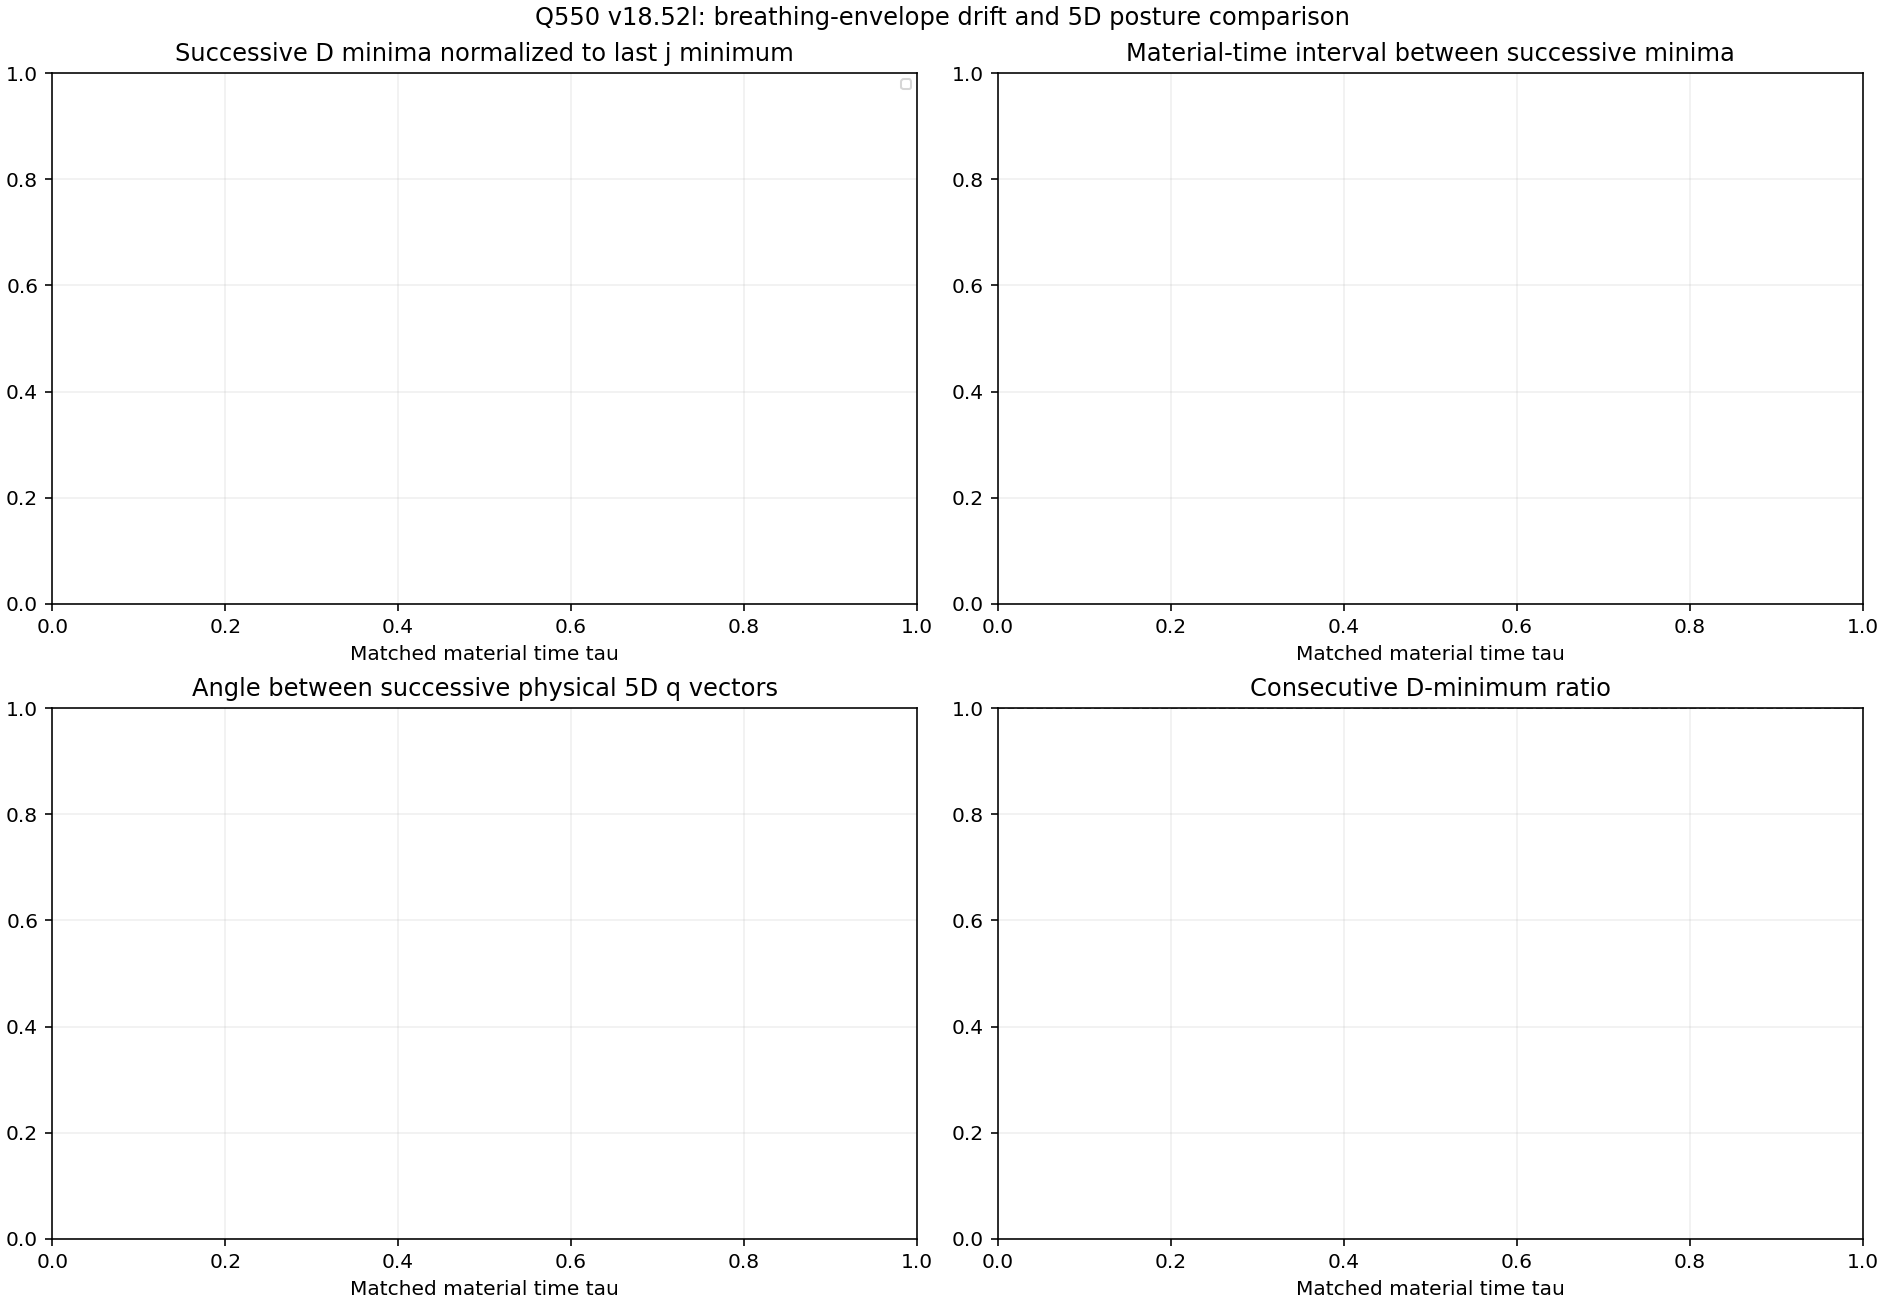 Q550 v18.52l: breathing-envelope drift and 5D posture comparison
Successive D minima normalized to last j minimum
1.0
0.8
0.6
0.4
0.2
0.0
0.0 0.2 0.4 0.6 0.8 1.0
Matched material time tau
Material-time interval between successive minima
1.0
0.8
0.6
0.4
0.2
0.0
0.0 0.2 0.4 0.6 0.8 1.0
Matched material time tau
Angle between successive physical 5D q vectors
1.0
0.8
0.6
0.4
0.2
0.0
0.0 0.2 0.4 0.6 0.8 1.0
Matched material time tau
Consecutive D-minimum ratio
1.0
0.8
0.6
0.4
0.2
0.0
0.0 0.2 0.4 0.6 0.8 1.0
Matched material time tau